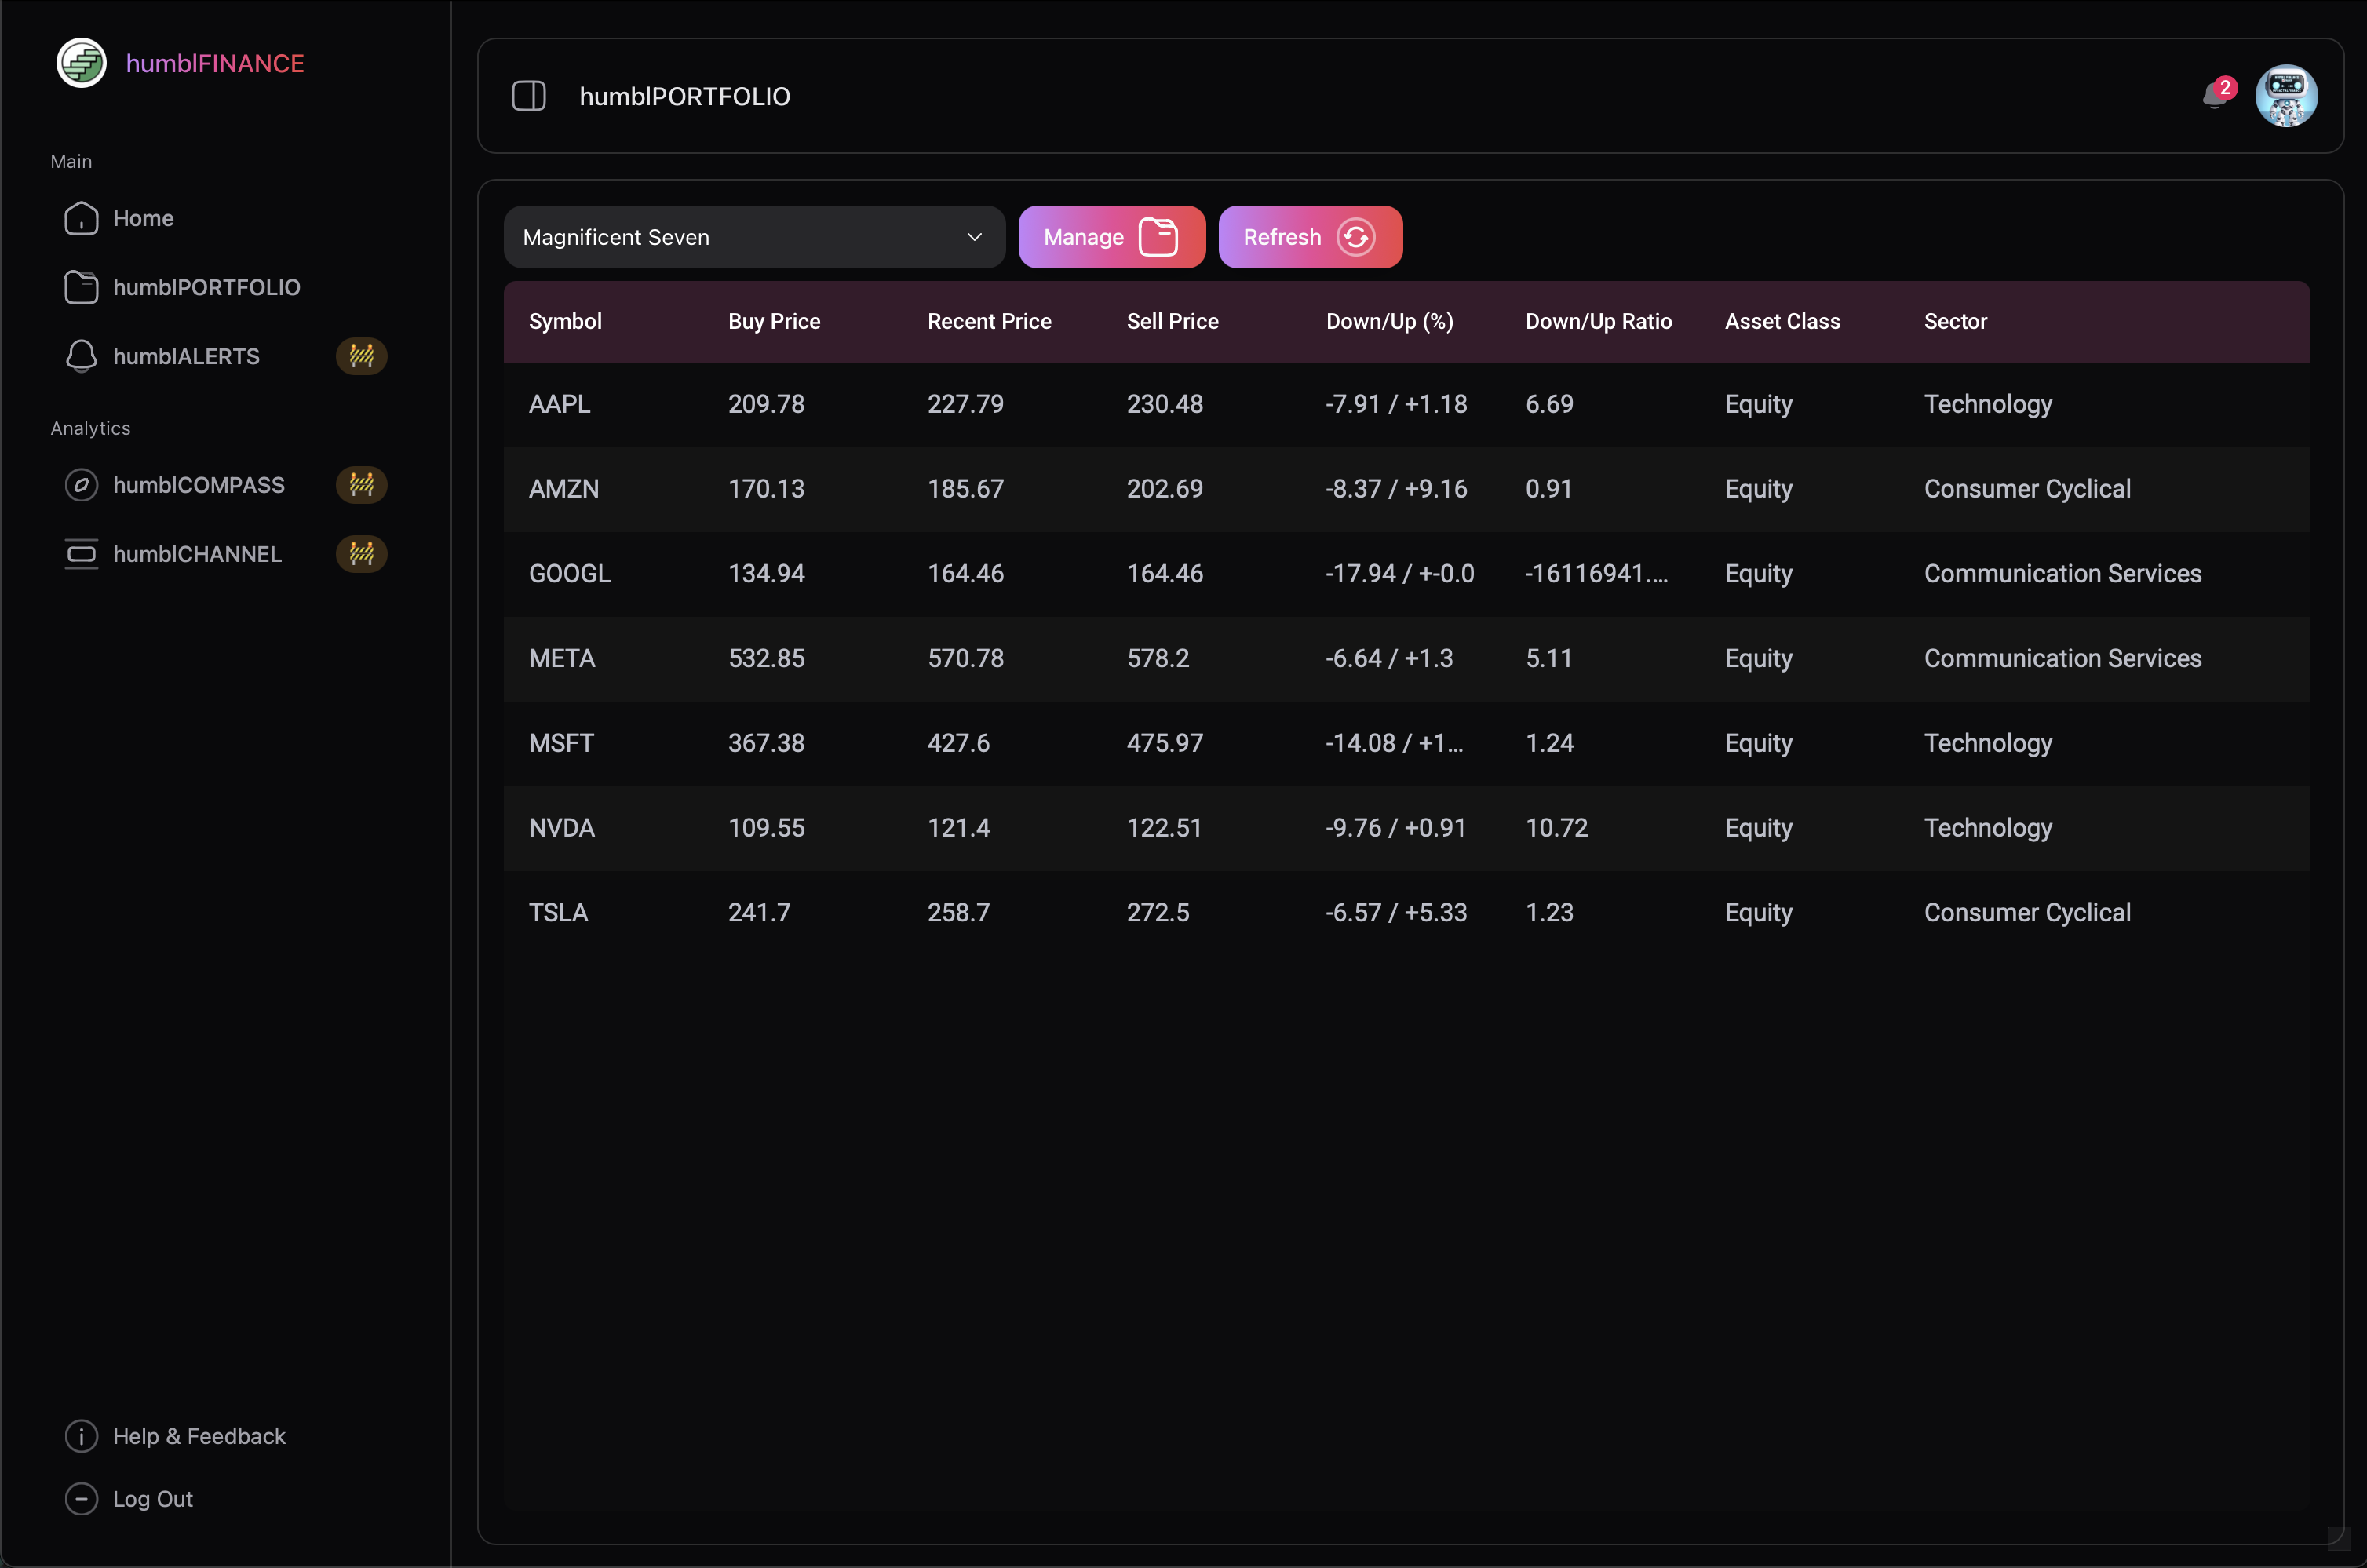 humblFINANCE
Main
Home
humblPORTFOLIO
humblALERTS
Analytics
humblCOMPASS
humblCHANNEL
Help & Feedback
Log Out
humblPORTFOLIO
2
Magnificent Seven
Manage
Refresh
Symbol Buy Price Recent Price Sell Price Down/Up (%) Down/Up Ratio Asset Class Sector
AAPL 209.78 227.79 230.48 -7.91 / +1.18 6.69 Equity Technology
AMZN 170.13 185.67 202.69 -8.37 / +9.16 0.91 Equity Consumer Cyclical
GOOGL 134.94 164.46 164.46 -17.94 / +-0.0 -16116941.... Equity Communication Services
META 532.85 570.78 578.2 -6.64 / +1.3 5.11 Equity Communication Services
MSFT 367.38 427.6 475.97 -14.08 / +1... 1.24 Equity Technology
NVDA 109.55 121.4 122.51 -9.76 / +0.91 10.72 Equity Technology
TSLA 241.7 258.7 272.5 -6.57 / +5.33 1.23 Equity Consumer Cyclical